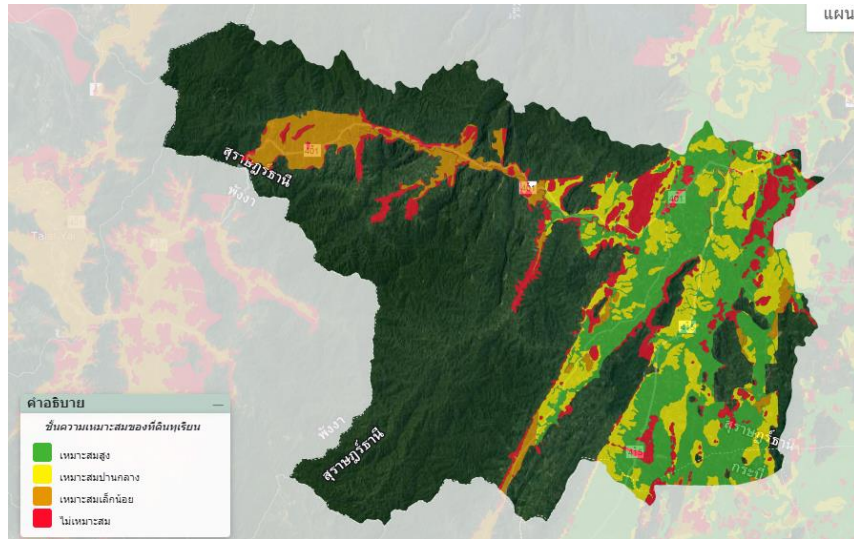 แผน
401
401
สุราษฎร์ธานี
พังงา
401
415
พังงา
สุราษฎร์ธานี
สุราษฎร์ธานี
กระบี่
คำอธิบาย
ชั้นความเหมาะสมของที่ดินทุเรียน
เหมาะสมสูง
เหมาะสมปานกลาง
เหมาะสมเล็กน้อย
ไม่เหมาะสม